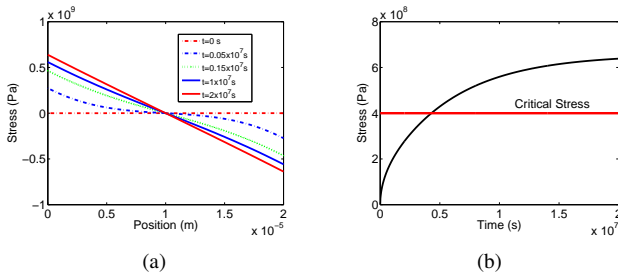 x 10^9
1
0.5
0
-0.5
-1
Stress (Pa)
t=0 s
t=0.05x10^7s
t=0.15x10^7s
t=1x10^7s
t=2x10^7s
0 0.5 1 1.5 2
Position (m)
x 10^-5
(a)
x 10^8
8
6
4
2
0
Stress (Pa)
Critical Stress
0 0.5 1 1.5 2
Time (s)
x 10^7
(b)